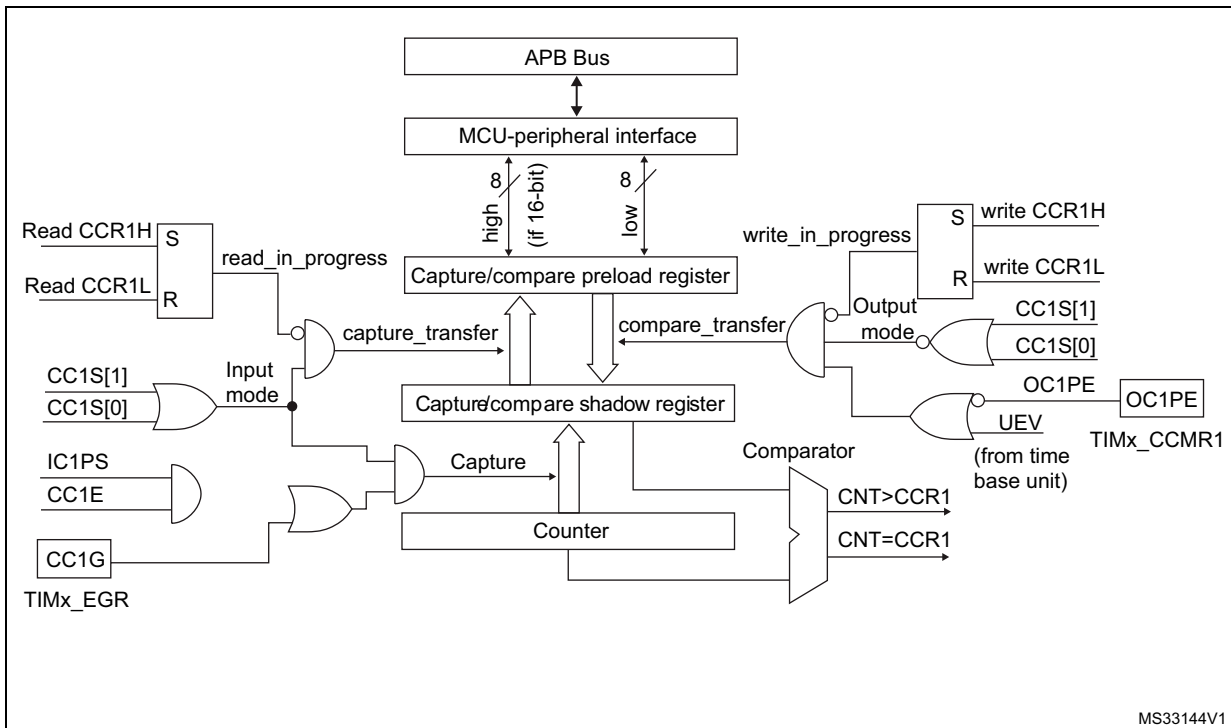 APB Bus
MCU-peripheral interface
8
high
(if 16-bit)
8
low
Read CCR1H
S
Read CCR1L
R
read_in_progress
Capture/compare preload register
write_in_progress
S
write CCR1H
R
write CCR1L
capture_transfer
compare_transfer
Output
mode
CC1S[1]
CC1S[0]
CC1S[1]
CC1S[0]
Input
mode
Capture/compare shadow register
OC1PE
OC1PE
UEV
TIMx_CCMR1
(from time
base unit)
IC1PS
CC1E
Capture
Comparator
CNT>CCR1
Counter
CNT=CCR1
CC1G
TIMx_EGR
MS33144V1